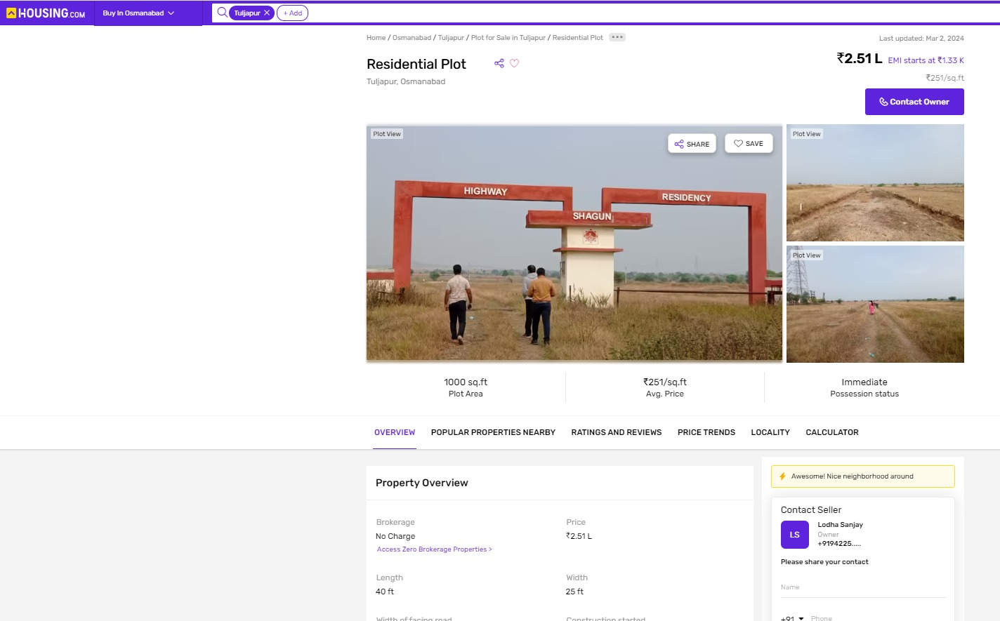 HOUSING.COM
Buy In Osmanabad
Tuljapur
+ Add
Home / Osmanabad / Tuljapur / Plot for Sale in Tuljapur / Residential Plot
Last updated: Mar 2, 2024
Residential Plot
₹2.51 L EMI starts at ₹1.33 K
Tuljapur, Osmanabad
₹251/sq.ft
Contact Owner
Plot View
SHARE
SAVE
HIGHWAY
RESIDENCY
SHAGUN
Plot View
Plot View
1000 sq.ft
Plot Area
₹251/sq.ft
Avg. Price
Immediate
Possession status
OVERVIEW POPULAR PROPERTIES NEARBY RATINGS AND REVIEWS PRICE TRENDS LOCALITY CALCULATOR
Property Overview
Brokerage
No Charge
Access Zero Brokerage Properties >
Price
₹2.51 L
Length
40 ft
Width
25 ft
Width of facing road
Construction started
Awesome! Nice neighborhood around
Contact Seller
LS
Lodha Sanjay
Owner
+9194225.....
Please share your contact
Name
+91 Phone